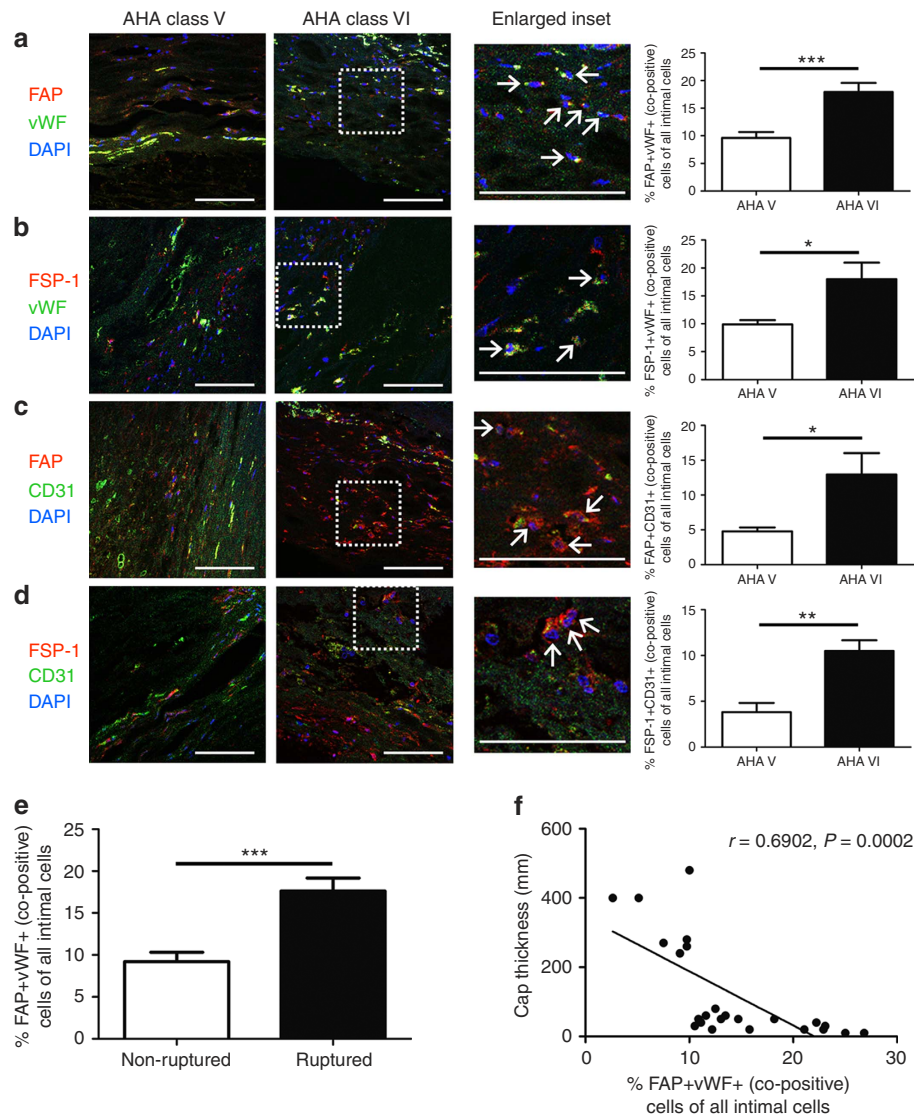 AHA class V
AHA class VI
Enlarged inset
a
FAP
vWF
DAPI
% FAP+vWF+ (co-positive)
cells of all intimal cells
25
20
15
10
5
0
***
AHA V
AHA VI
b
FSP-1
vWF
DAPI
% FSP-1+vWF+ (co-positive)
cells of all intimal cells
25
20
15
10
5
0
*
AHA V
AHA VI
c
FAP
CD31
DAPI
% FAP+CD31+ (co-positive)
cells of all intimal cells
20
15
10
5
0
*
AHA V
AHA VI
d
FSP-1
CD31
DAPI
% FSP-1+CD31+ (co-positive)
cells of all intimal cells
15
10
5
0
**
AHA V
AHA VI
e
% FAP+vWF+ (co-positive)
cells of all intimal cells
25
20
15
10
5
0
***
Non-ruptured
Ruptured
f
Cap thickness (mm)
600
400
200
0
r = 0.6902, P = 0.0002
0
10
20
30
% FAP+vWF+ (co-positive)
cells of all intimal cells